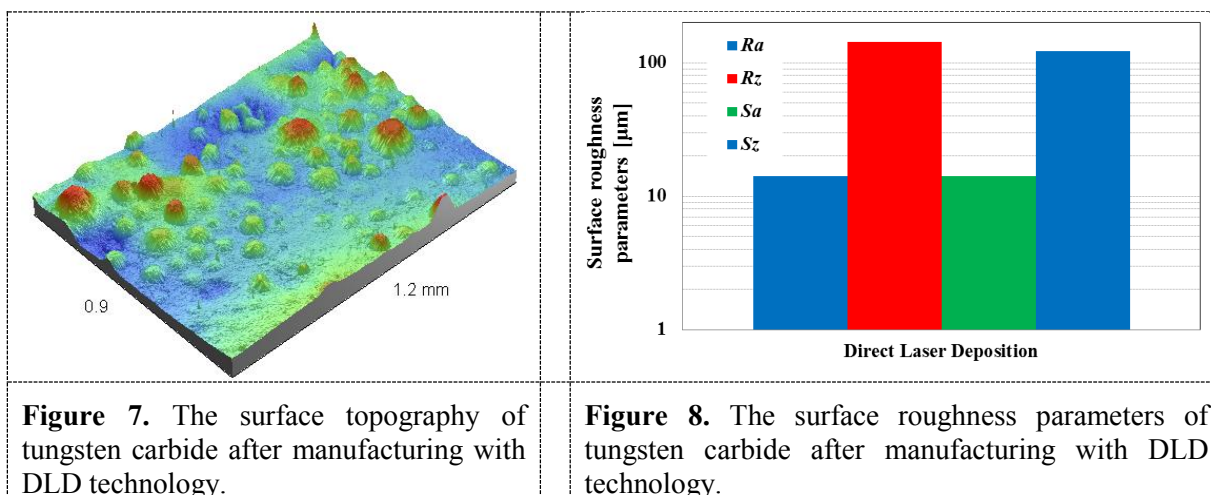 0.9
1.2 mm
Surface roughness
parameters [µm]
100
10
1
Ra
Rz
Sa
Sz
Direct Laser Deposition
Figure 7. The surface topography of
tungsten carbide after manufacturing with
DLD technology.
Figure 8. The surface roughness parameters of
tungsten carbide after manufacturing with DLD
technology.